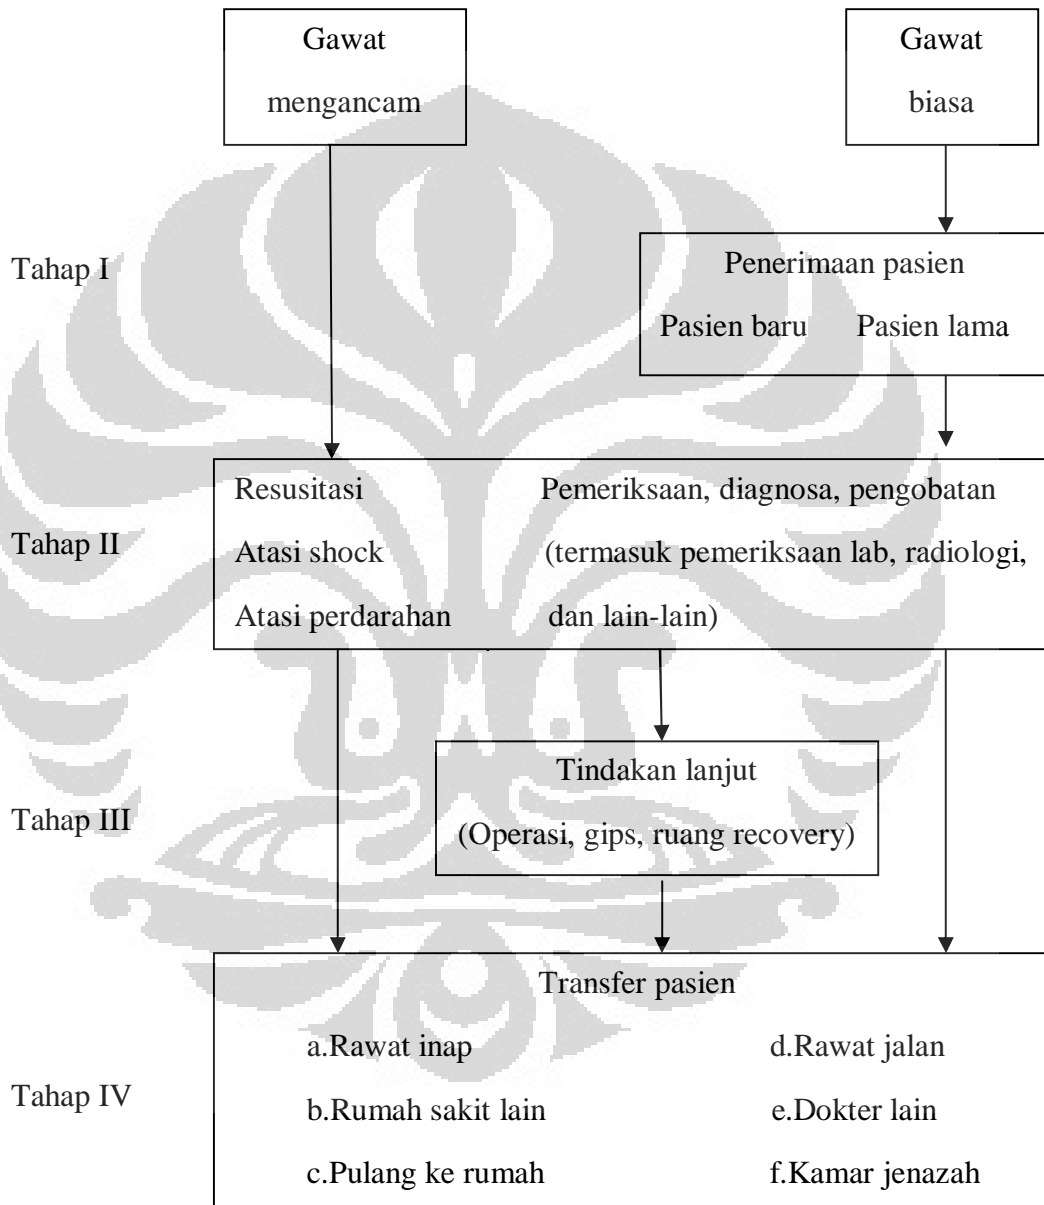 Gawat
mengancam
Gawat
biasa
Tahap I
Penerimaan pasien
Pasien baru Pasien lama
Tahap II
Resusitasi
Atasi shock
Atasi perdarahan
Pemeriksaan, diagnosa, pengobatan
(termasuk pemeriksaan lab, radiologi,
dan lain-lain)
Tahap III
Tindakan lanjut
(Operasi, gips, ruang recovery)
Tahap IV
Transfer pasien
a.Rawat inap
b.Rumah sakit lain
c.Pulang ke rumah
d.Rawat jalan
e.Dokter lain
f.Kamar jenazah